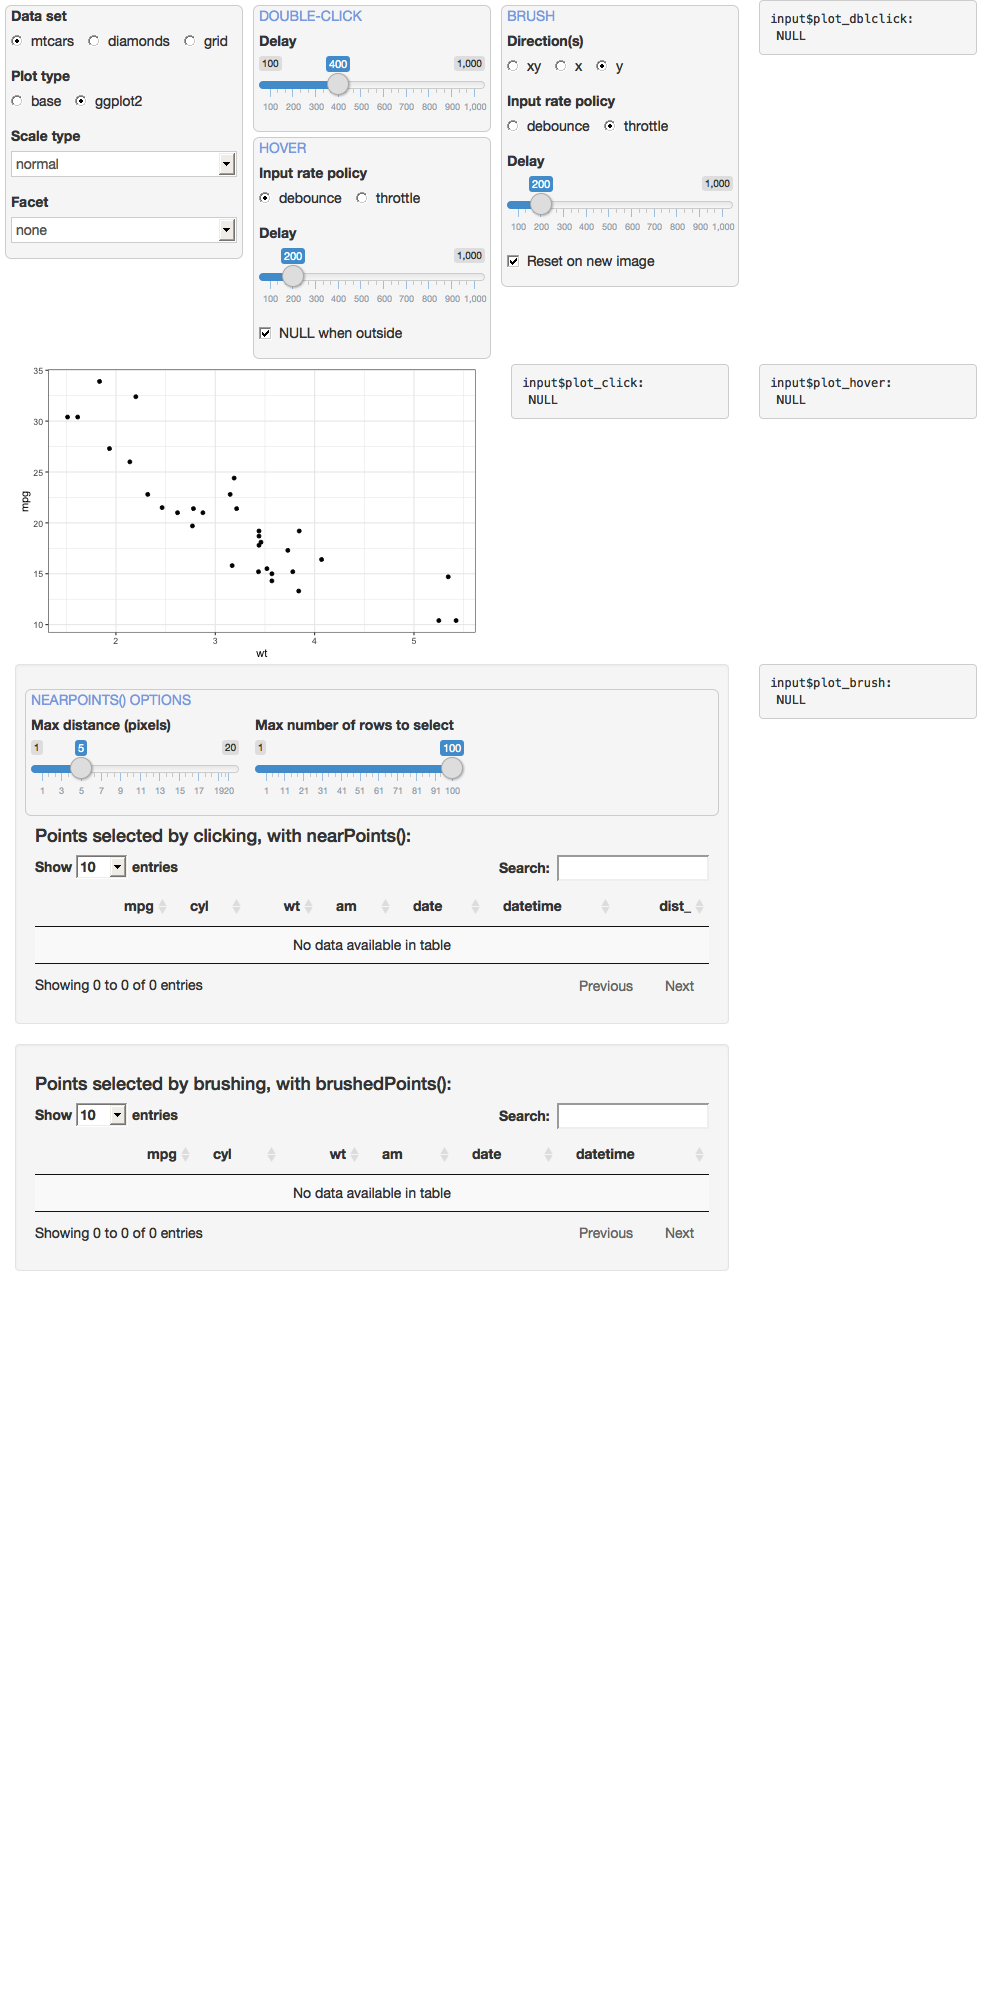 Data set
mtcars diamonds grid
Plot type
base ggplot2
Scale type
normal
Facet
none
DOUBLE-CLICK
Delay
100 400 1,000
100 200 300 400 500 600 700 800 900 1,000
HOVER
Input rate policy
debounce throttle
Delay
200 1,000
100 200 300 400 500 600 700 800 900 1,000
NULL when outside
BRUSH
Direction(s)
xy x y
Input rate policy
debounce throttle
Delay
200 1,000
100 200 300 400 500 600 700 800 900 1,000
Reset on new image
input$plot_dblclick:
NULL
35
30
25
20
15
10
mpg
2 3 4 5
wt
input$plot_click:
NULL
input$plot_hover:
NULL
NEARPOINTS() OPTIONS
Max distance (pixels)
1 5 20
1 3 5 7 9 11 13 15 17 1920
Max number of rows to select
1 100
1 11 21 31 41 51 61 71 81 91 100
Points selected by clicking, with nearPoints():
Show 10 entries
Search:
mpg cyl wt am date datetime dist_
No data available in table
Showing 0 to 0 of 0 entries
Previous Next
input$plot_brush:
NULL
Points selected by brushing, with brushedPoints():
Show 10 entries
Search:
mpg cyl wt am date datetime
No data available in table
Showing 0 to 0 of 0 entries
Previous Next